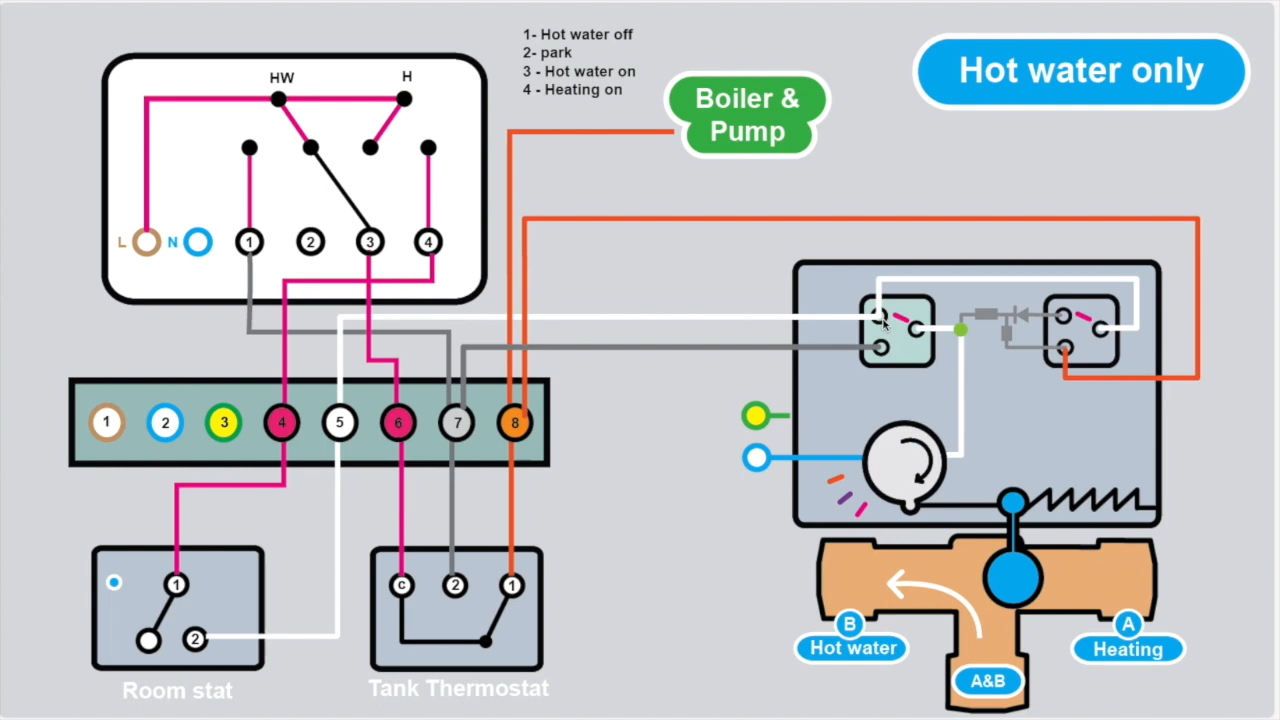 1- Hot water off
2- park
3 - Hot water on
4 - Heating on
Boiler &
Pump
Hot water only
HW
H
L
N
1
2
3
4
1
2
3
4
5
6
7
8
1
2
Room stat
C
2
1
Tank Thermostat
B
Hot water
A
Heating
A&B